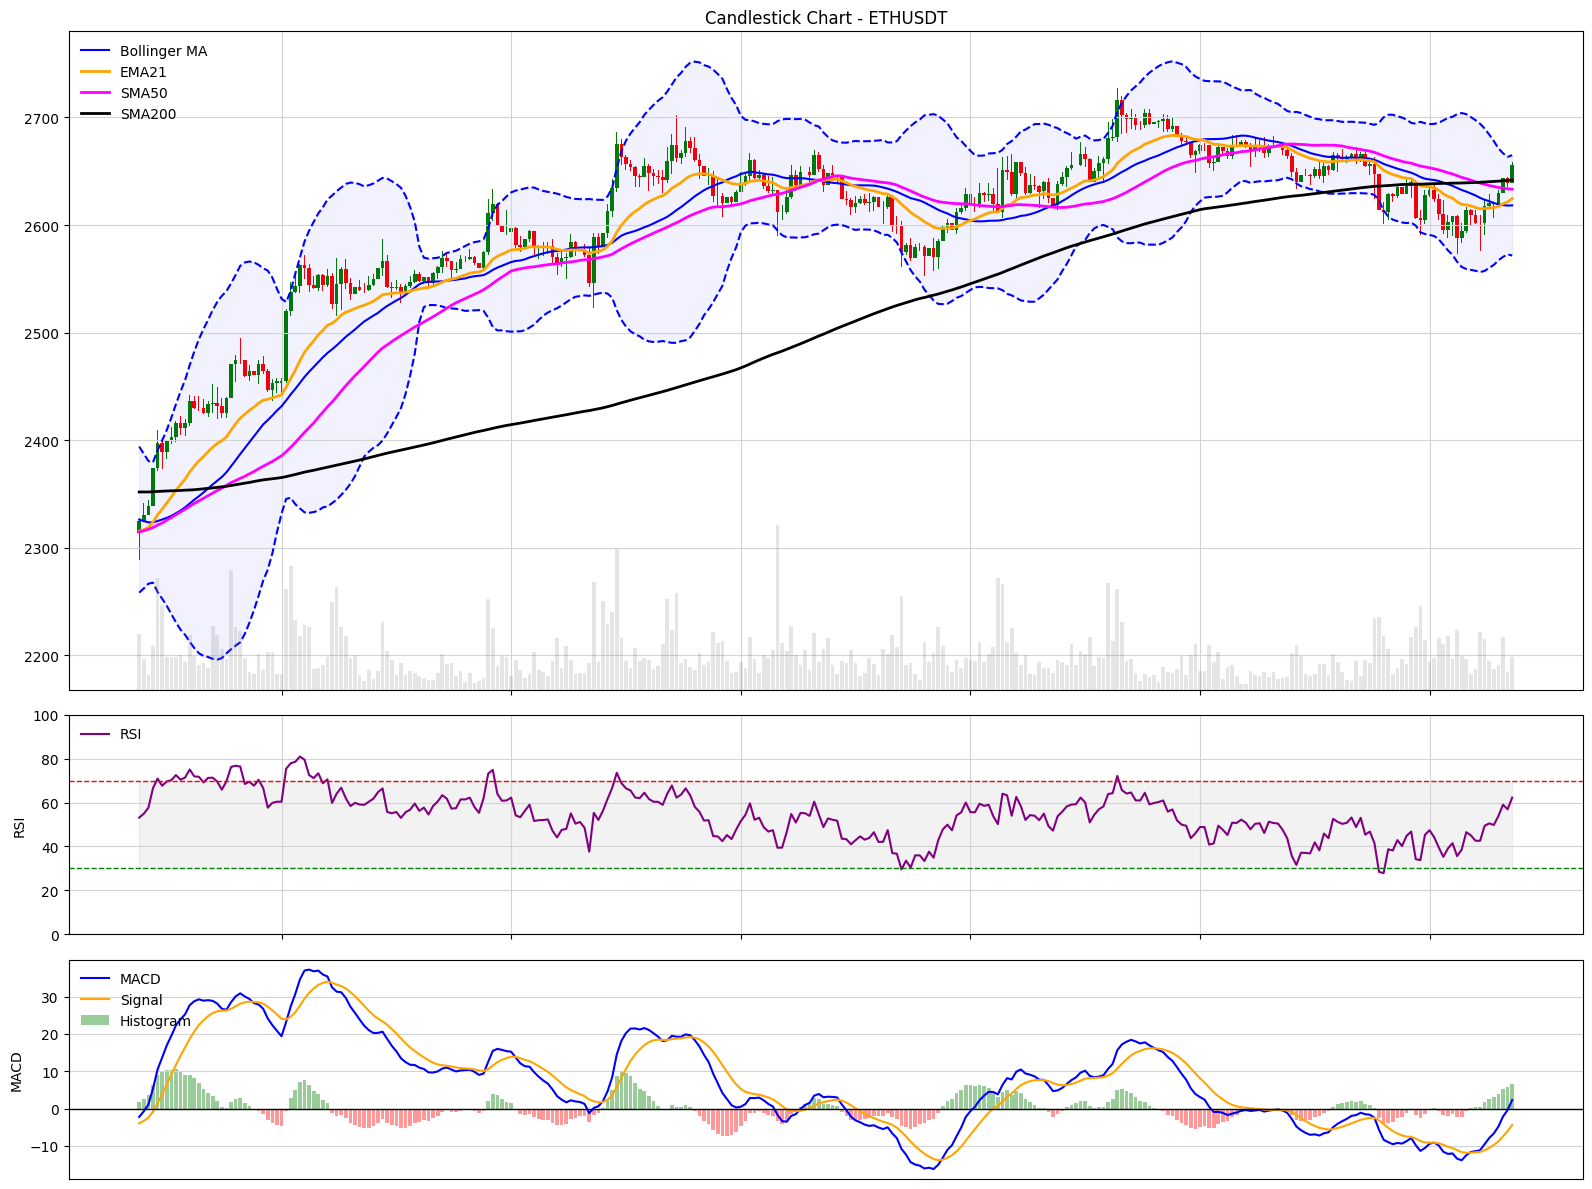 Candlestick Chart - ETHUSDT
Bollinger MA
EMA21
SMA50
SMA200
2700
2600
2500
2400
2300
2200
100
RSI
80
60
RSI
40
20
0
MACD
30
Signal
20
Histogram
10
MACD
0
−10